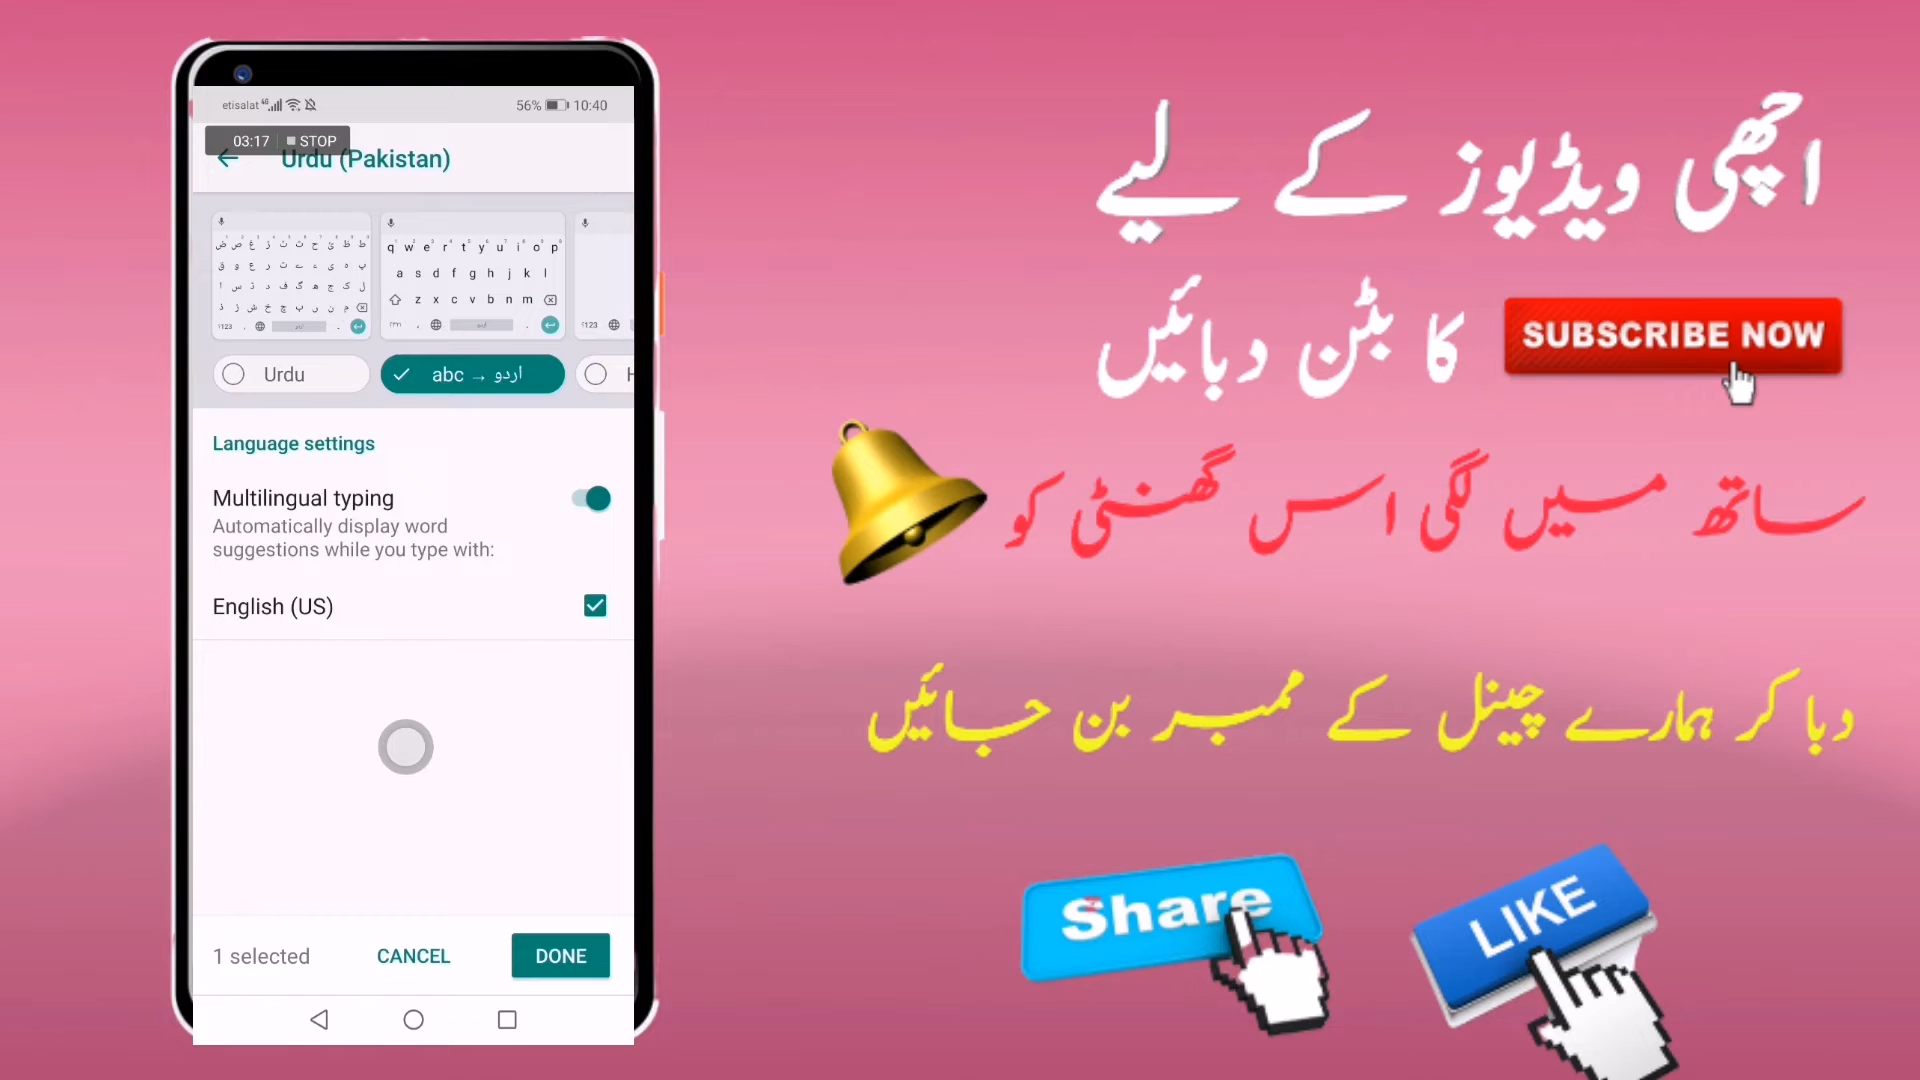 etisalat 4G 56% 10:40
03:17 STOP
Urdu (Pakistan)
q w e r t y u i o p
a s d f g h j k l
z x c v b n m
Urdu
abc → اردو
H
Language settings
Multilingual typing
Automatically display word
suggestions while you type with:
English (US)
1 selected CANCEL DONE
اچھی ویڈیوز کے لیے
SUBSCRIBE NOW کا بٹن دبائیں
ساتھ میں لگی اس گھنٹی کو
دبا کر ہمارے چینل کے ممبر بن جائیں
Share
LIKE